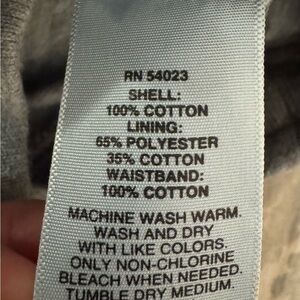 RN 54023
SHELL:
100% COTTON
LINING:
65% POLYESTER
35% COTTON
WAISTBAND:
100% COTTON
MACHINE WASH WARM.
WASH AND DRY
WITH LIKE COLORS.
ONLY NON-CHLORINE
BLEACH WHEN NEEDED.
TUMBLE DRY MEDIUM.